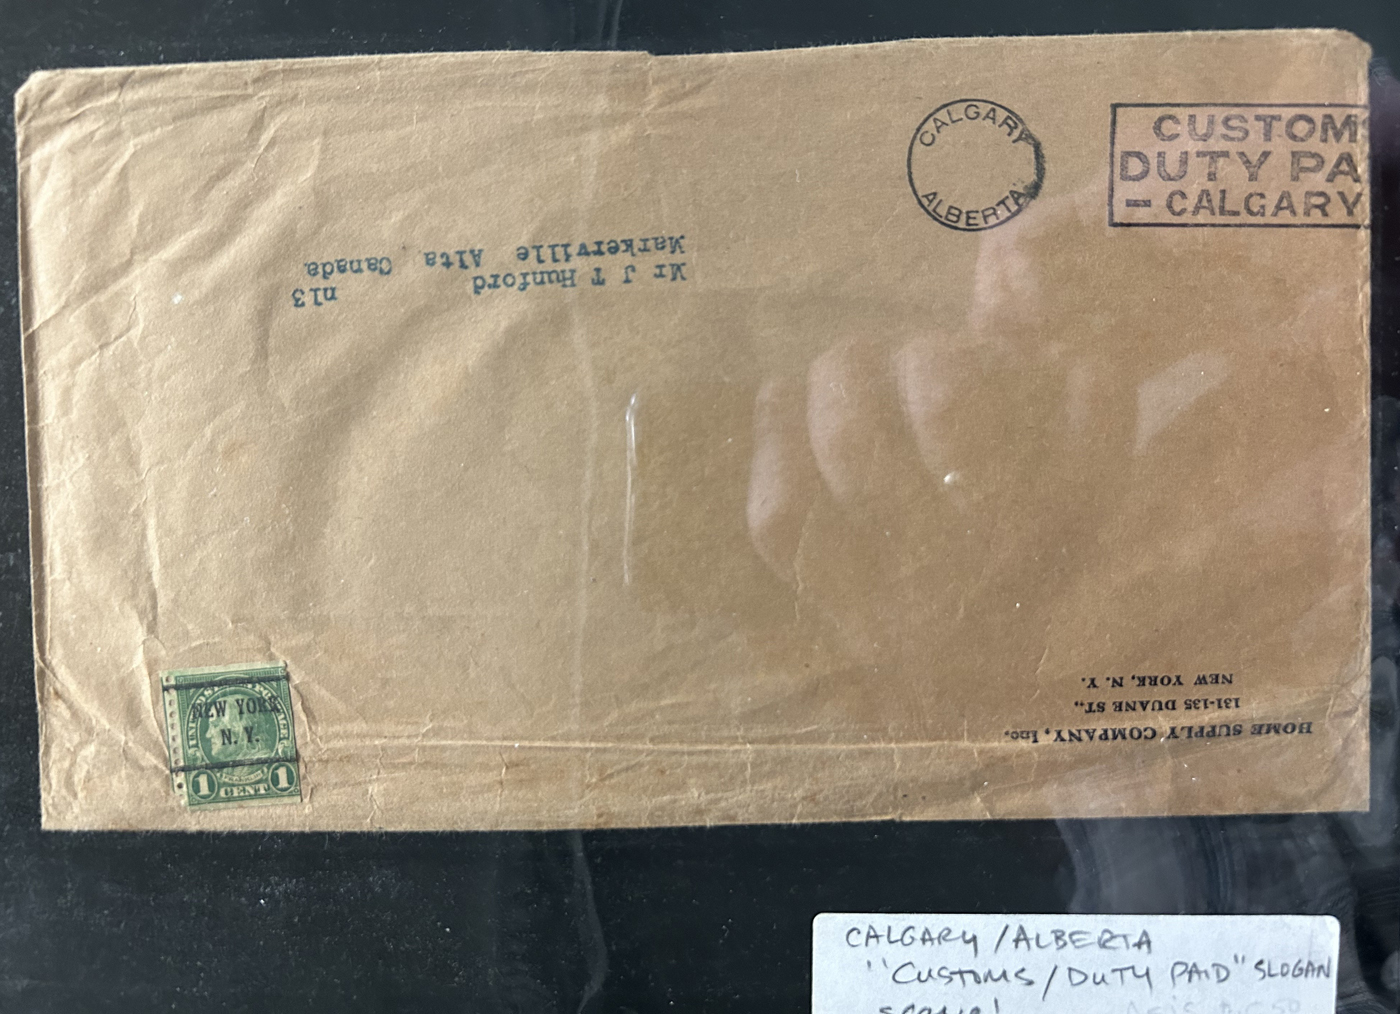 CALGARY
ALBERTA
CUSTOMS
DUTY PA
- CALGARY
Mr J T Hunford n13
Markerville Alta. Canada.
HOME SUPPLY COMPANY, Inc.
131-135 DUANE ST.,
NEW YORK, N. Y.
NEW YORK
N. Y.
1 CENT 1
CALGARY /ALBERTA
"CUSTOMS/DUTY PAID" SLOGAN